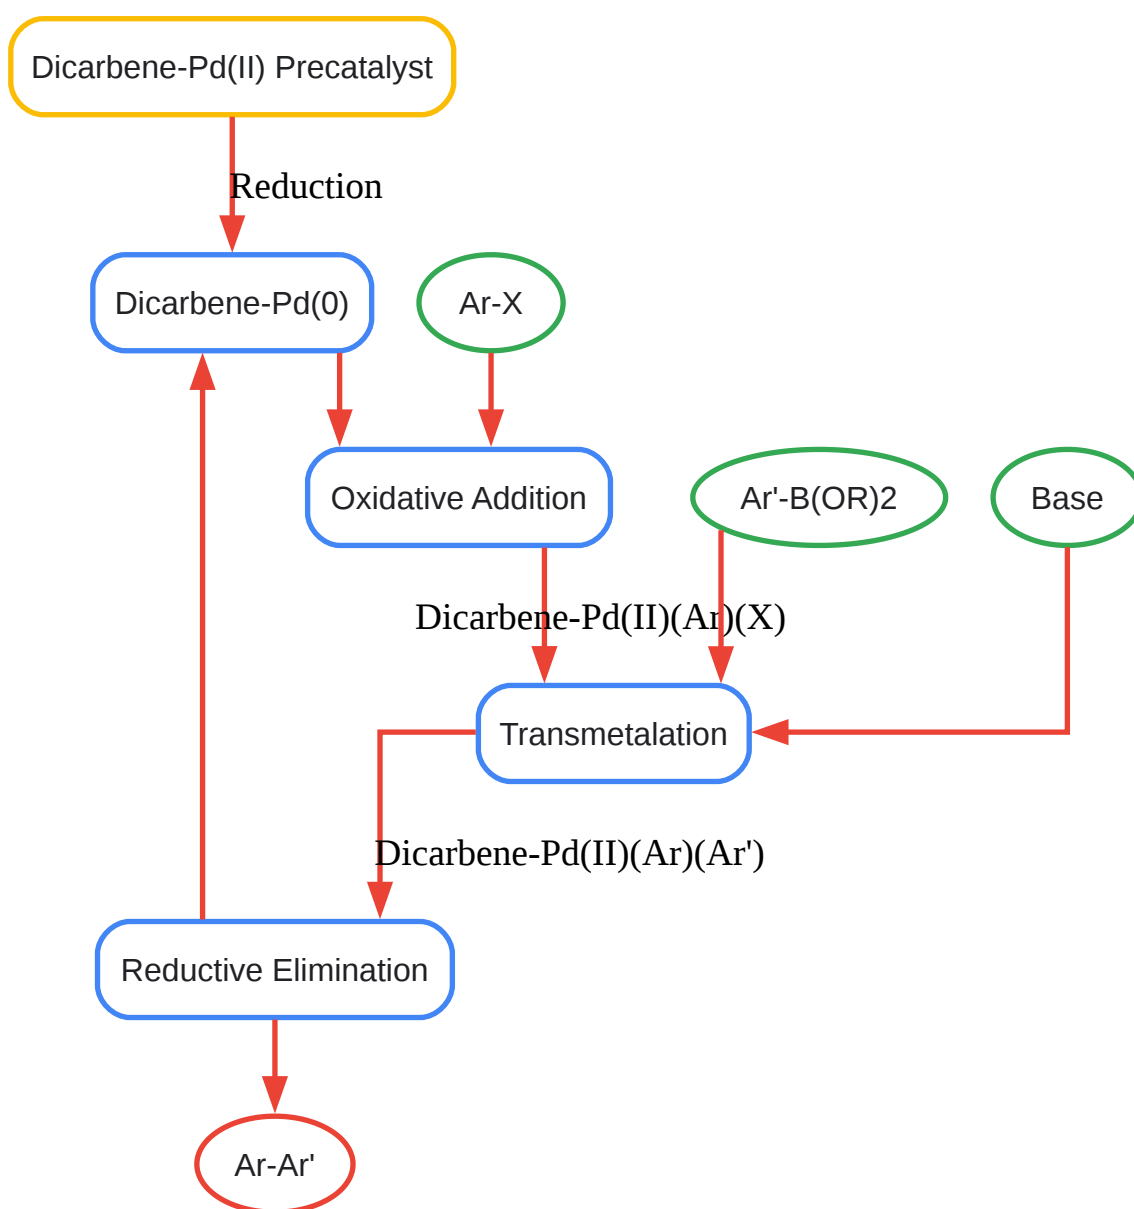 Dicarbene-Pd(II) Precatalyst
Reduction
Dicarbene-Pd(0)
Ar-X
Oxidative Addition
Ar'-B(OR)2
Base
Dicarbene-Pd(II)(Ar)(X)
Transmetalation
Dicarbene-Pd(II)(Ar)(Ar')
Reductive Elimination
Ar-Ar'